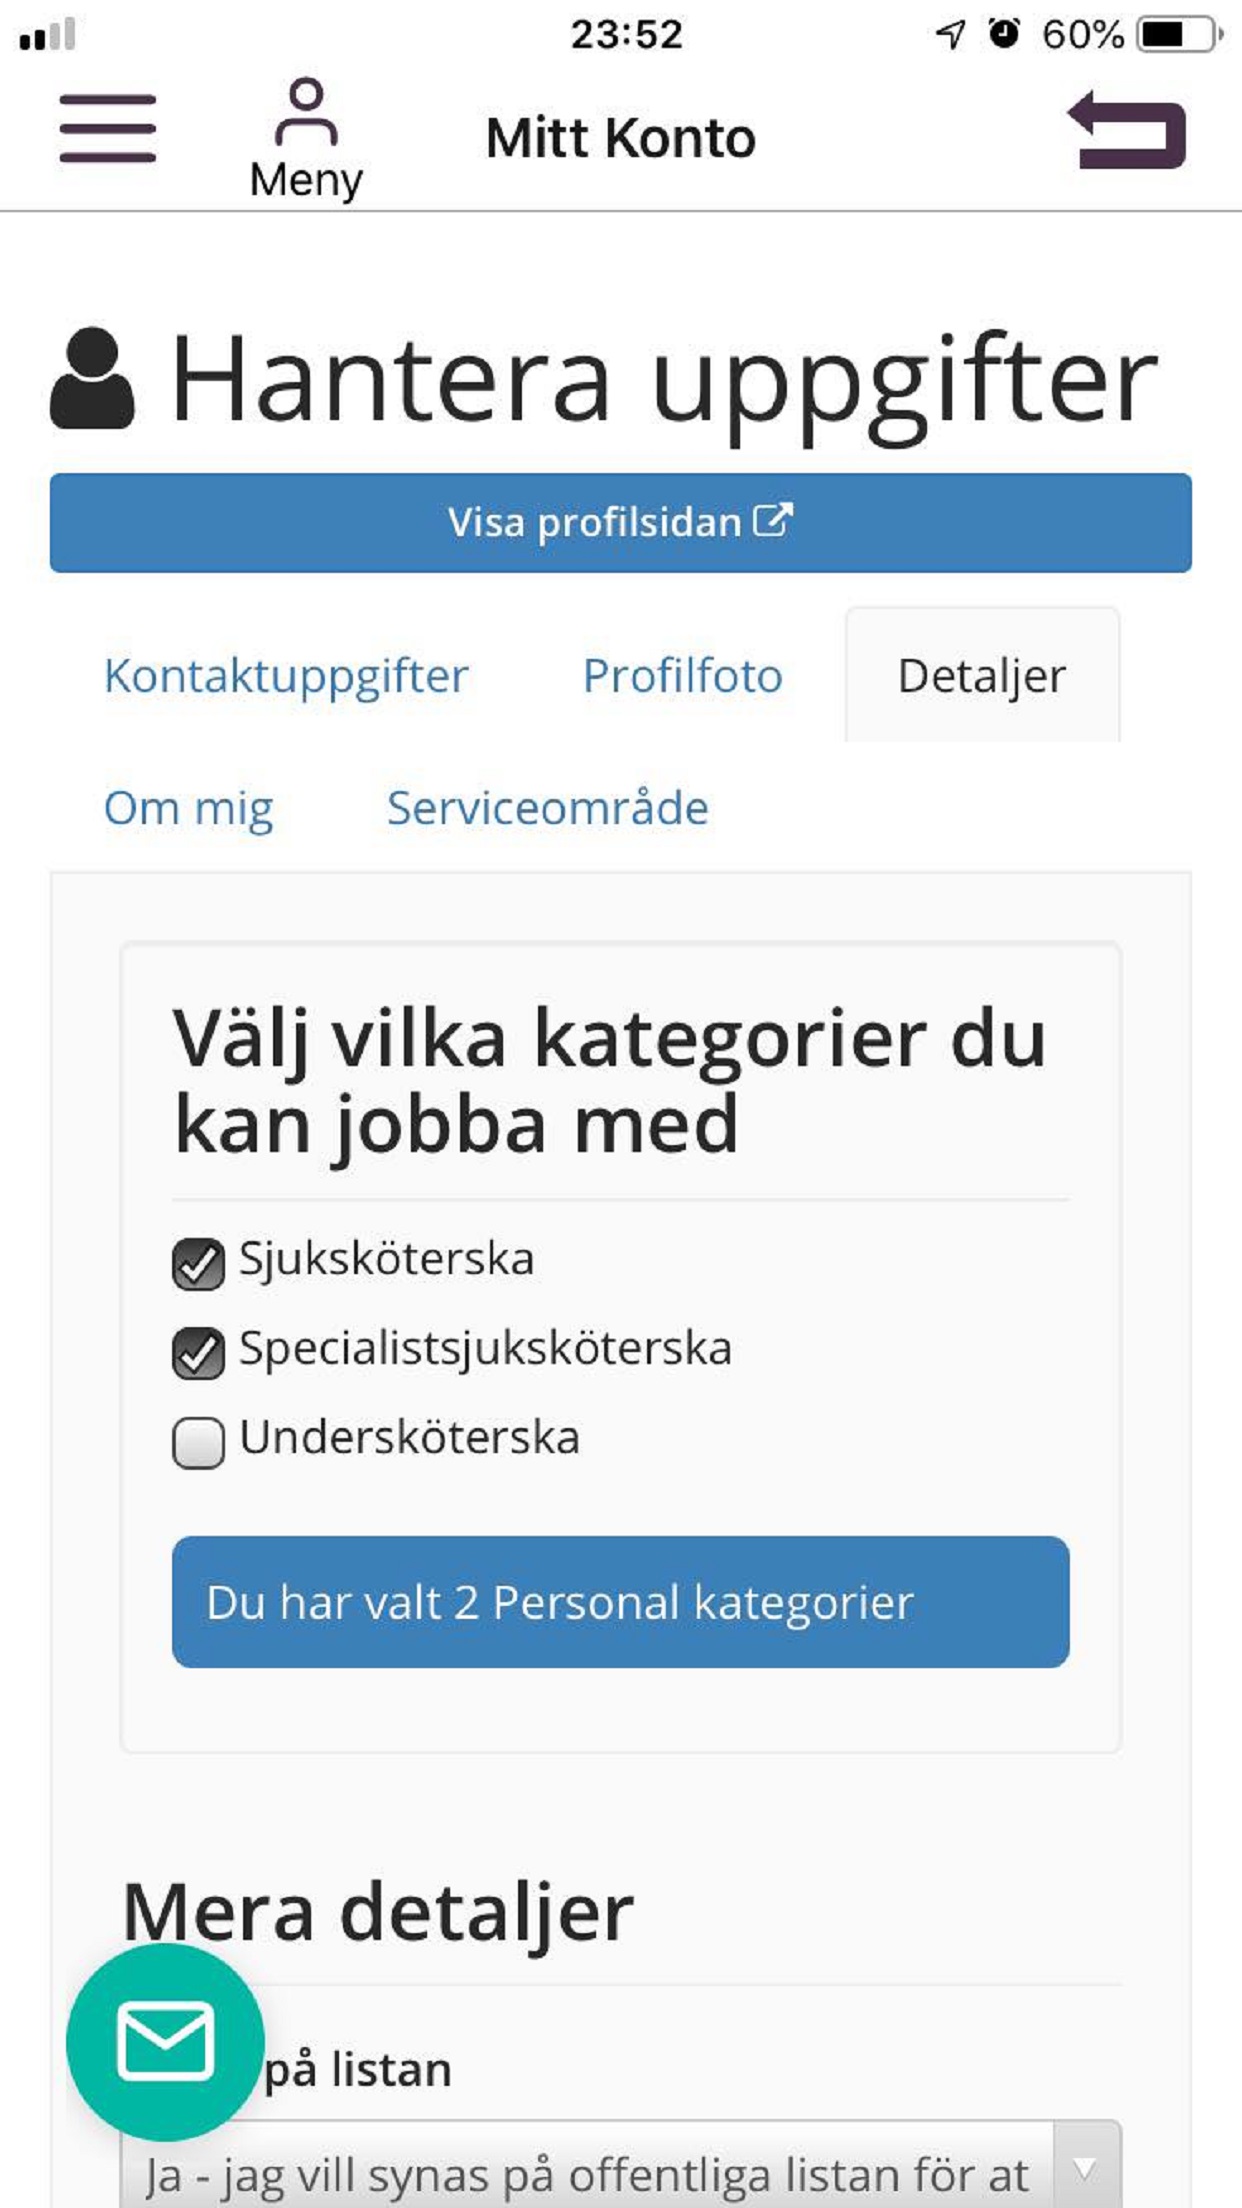 23:52
60%
Meny
Mitt Konto
Hantera uppgifter
Visa profilsidan
Kontaktuppgifter
Profilfoto
Detaljer
Om mig
Serviceområde
Välj vilka kategorier du
kan jobba med
Sjuksköterska
Specialistsjuksköterska
Undersköterska
Du har valt 2 Personal kategorier
Mera detaljer
på listan
Ja - jag vill synas på offentliga listan för at